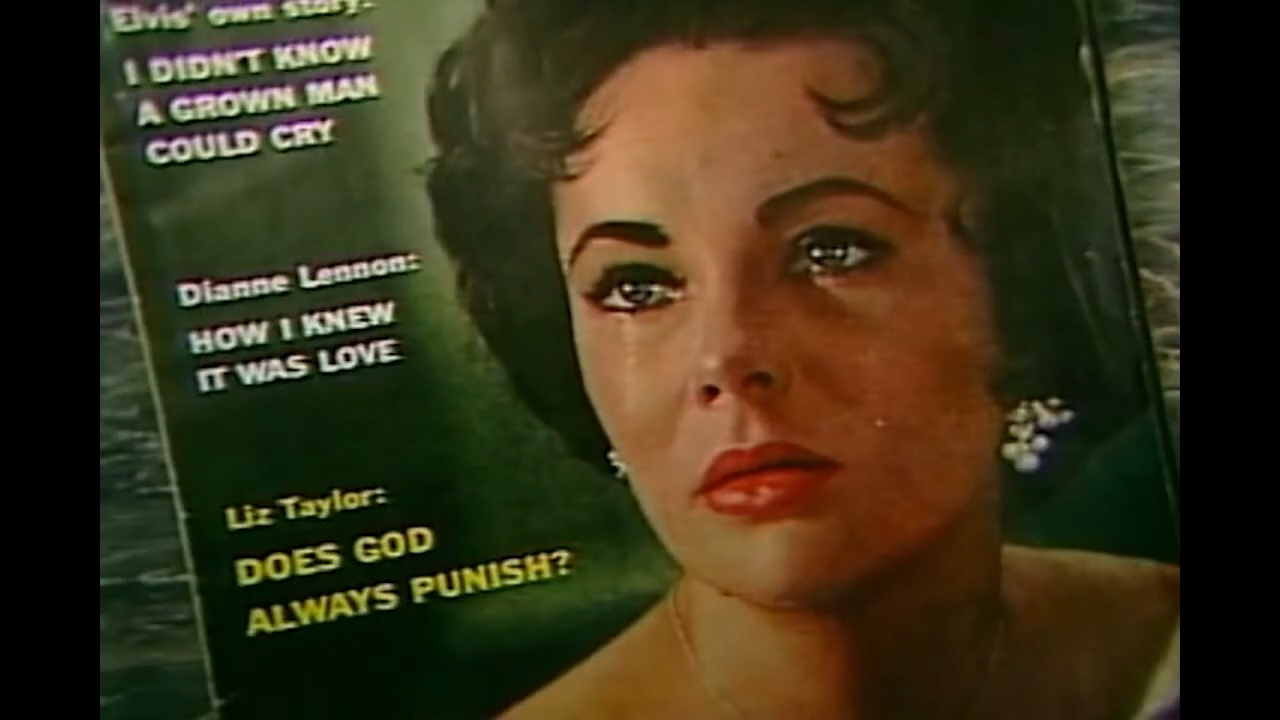 Elvis' own story:
I DIDN'T KNOW
A GROWN MAN
COULD CRY
Dianne Lennon:
HOW I KNEW
IT WAS LOVE
Liz Taylor:
DOES GOD
ALWAYS PUNISH?